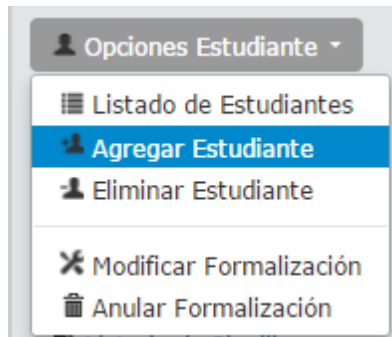 Opciones Estudiante
Listado de Estudiantes
Agregar Estudiante
Eliminar Estudiante
Modificar Formalización
Anular Formalización